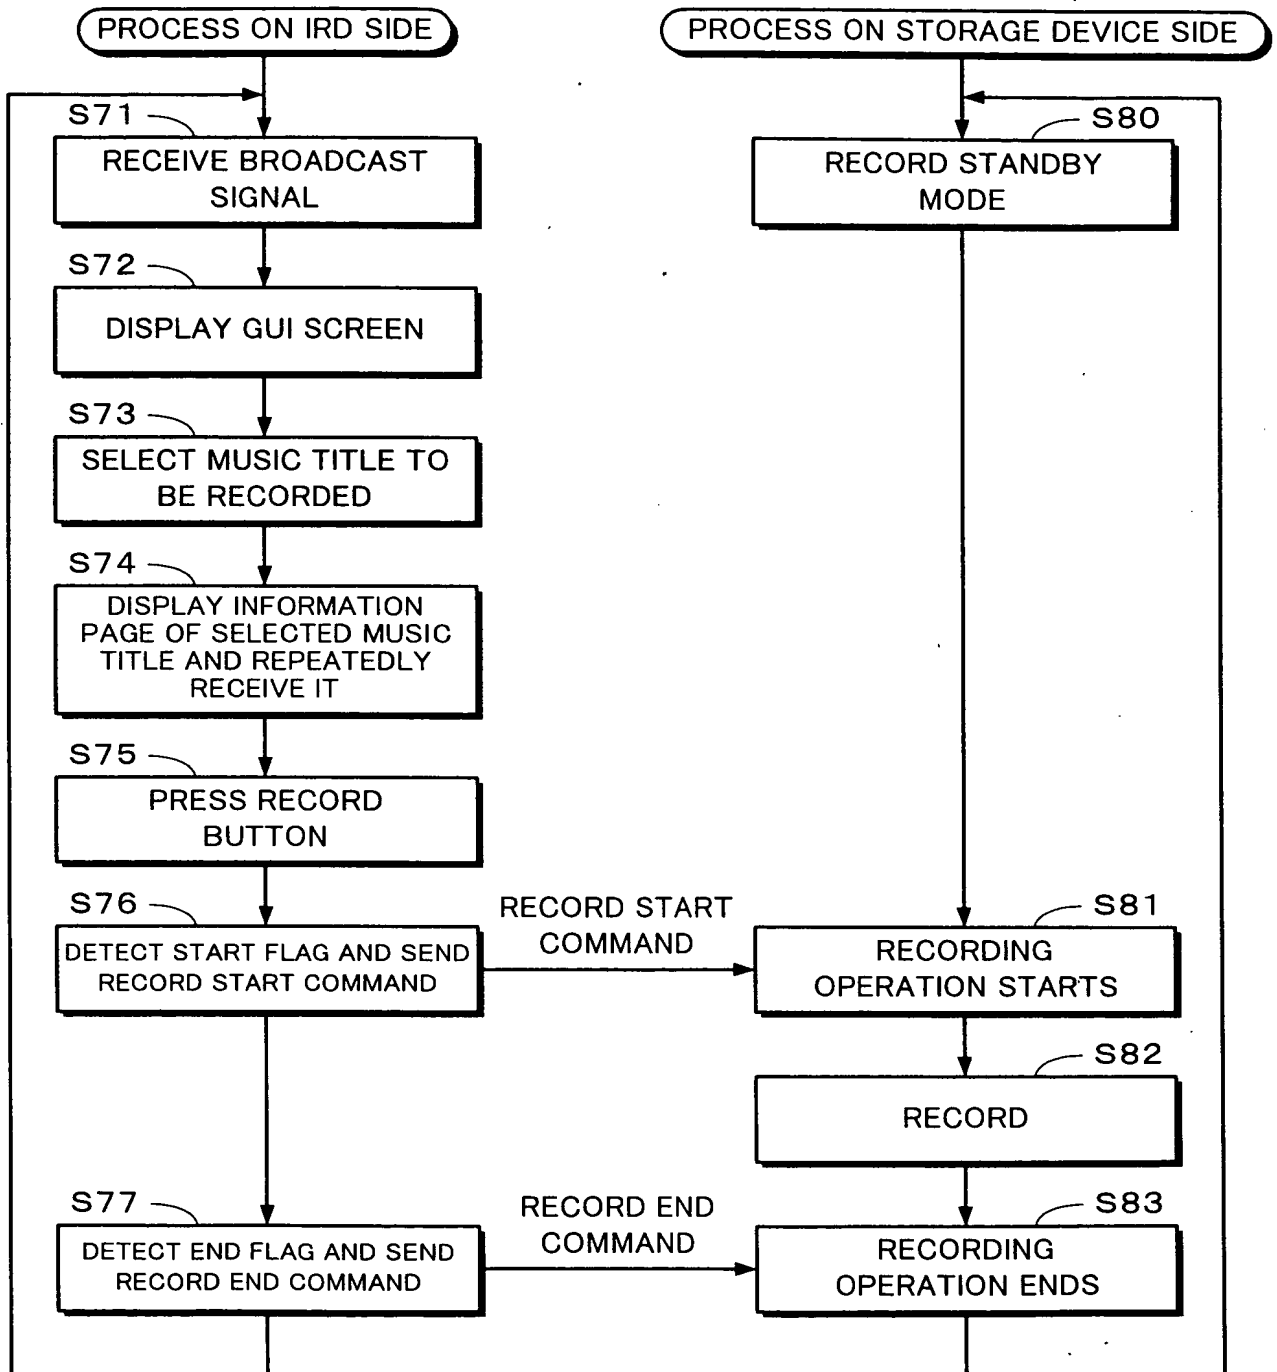 PROCESS ON IRD SIDE
PROCESS ON STORAGE DEVICE SIDE
S71
RECEIVE BROADCAST
SIGNAL
S80
RECORD STANDBY
MODE
S72
DISPLAY GUI SCREEN
S73
SELECT MUSIC TITLE TO
BE RECORDED
S74
DISPLAY INFORMATION
PAGE OF SELECTED MUSIC
TITLE AND REPEATEDLY
RECEIVE IT
S75
PRESS RECORD
BUTTON
S76
DETECT START FLAG AND SEND
RECORD START COMMAND
RECORD START
COMMAND
S81
RECORDING
OPERATION STARTS
S82
RECORD
S77
DETECT END FLAG AND SEND
RECORD END COMMAND
RECORD END
COMMAND
S83
RECORDING
OPERATION ENDS